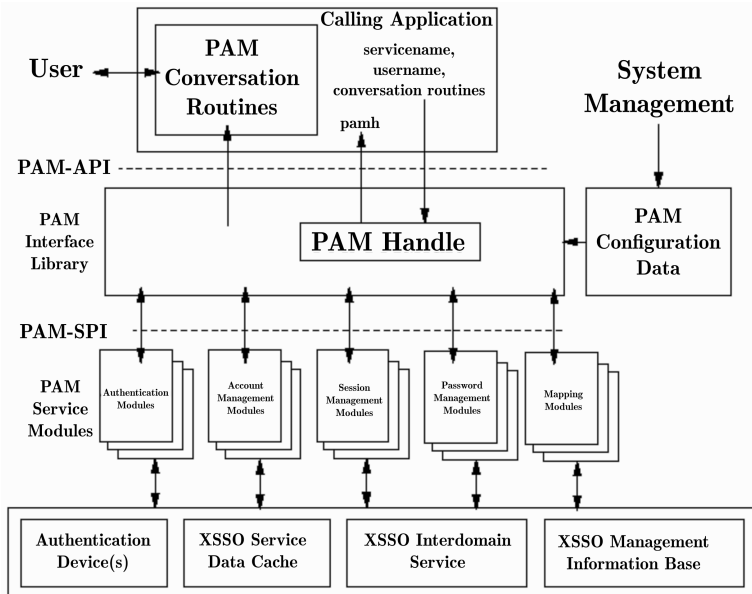 Calling Application
PAM
Conversation
Routines
User
servicename,
username,
conversation routines
pamh
System
Management
PAM-API
PAM
Interface
Library
PAM Handle
PAM
Configuration
Data
PAM-SPI
PAM
Service
Modules
Authentication
Modules
Account
Management
Modules
Session
Management
Modules
Password
Management
Modules
Mapping
Modules
Authentication
Device(s)
XSSO Service
Data Cache
XSSO Interdomain
Service
XSSO Management
Information Base